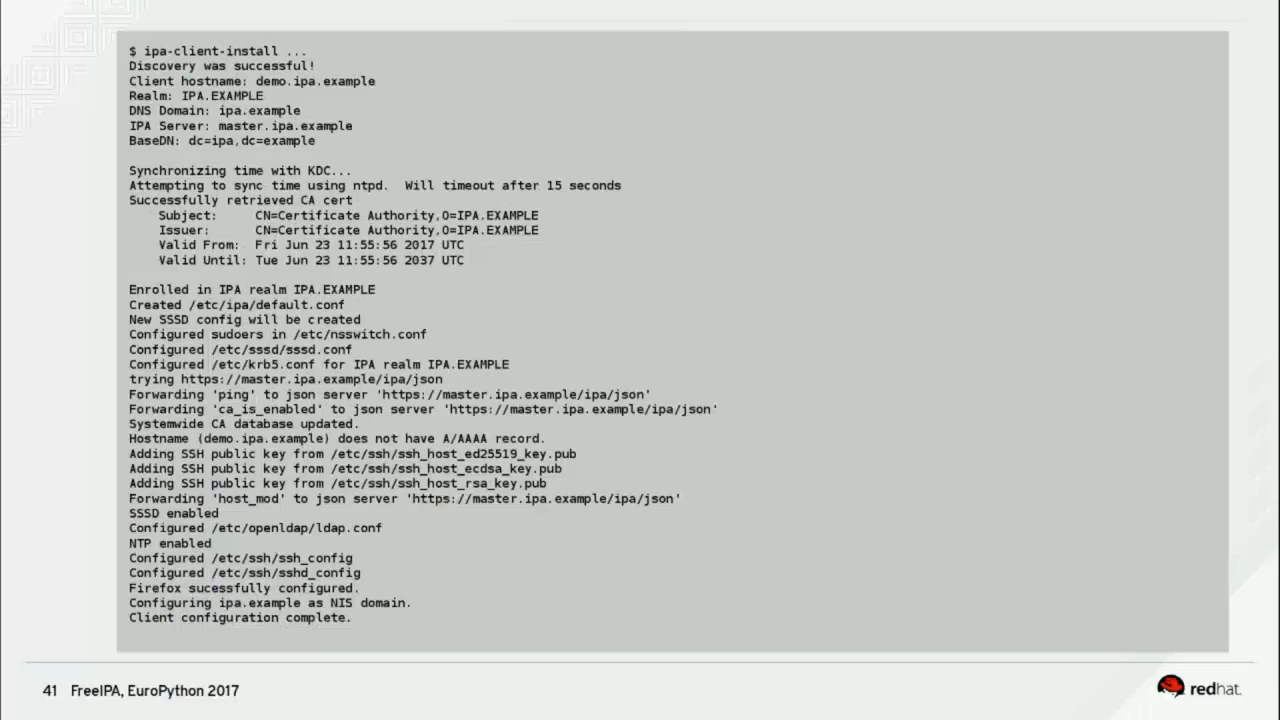 $ ipa-client-install ...
Discovery was successful!
Client hostname: demo.ipa.example
Realm: IPA.EXAMPLE
DNS Domain: ipa.example
IPA Server: master.ipa.example
BaseDN: dc=ipa,dc=example

Synchronizing time with KDC...
Attempting to sync time using ntpd.  Will timeout after 15 seconds
Successfully retrieved CA cert
    Subject:     CN=Certificate Authority,O=IPA.EXAMPLE
    Issuer:      CN=Certificate Authority,O=IPA.EXAMPLE
    Valid From:  Fri Jun 23 11:55:56 2017 UTC
    Valid Until: Tue Jun 23 11:55:56 2037 UTC

Enrolled in IPA realm IPA.EXAMPLE
Created /etc/ipa/default.conf
New SSSD config will be created
Configured sudoers in /etc/nsswitch.conf
Configured /etc/sssd/sssd.conf
Configured /etc/krb5.conf for IPA realm IPA.EXAMPLE
trying https://master.ipa.example/ipa/json
Forwarding 'ping' to json server 'https://master.ipa.example/ipa/json'
Forwarding 'ca_is_enabled' to json server 'https://master.ipa.example/ipa/json'
Systemwide CA database updated.
Hostname (demo.ipa.example) does not have A/AAAA record.
Adding SSH public key from /etc/ssh/ssh_host_ed25519_key.pub
Adding SSH public key from /etc/ssh/ssh_host_ecdsa_key.pub
Adding SSH public key from /etc/ssh/ssh_host_rsa_key.pub
Forwarding 'host_mod' to json server 'https://master.ipa.example/ipa/json'
SSSD enabled
Configured /etc/openldap/ldap.conf
NTP enabled
Configured /etc/ssh/ssh_config
Configured /etc/ssh/sshd_config
Firefox sucessfully configured.
Configuring ipa.example as NIS domain.
Client configuration complete.
41 FreeIPA, EuroPython 2017
redhat.